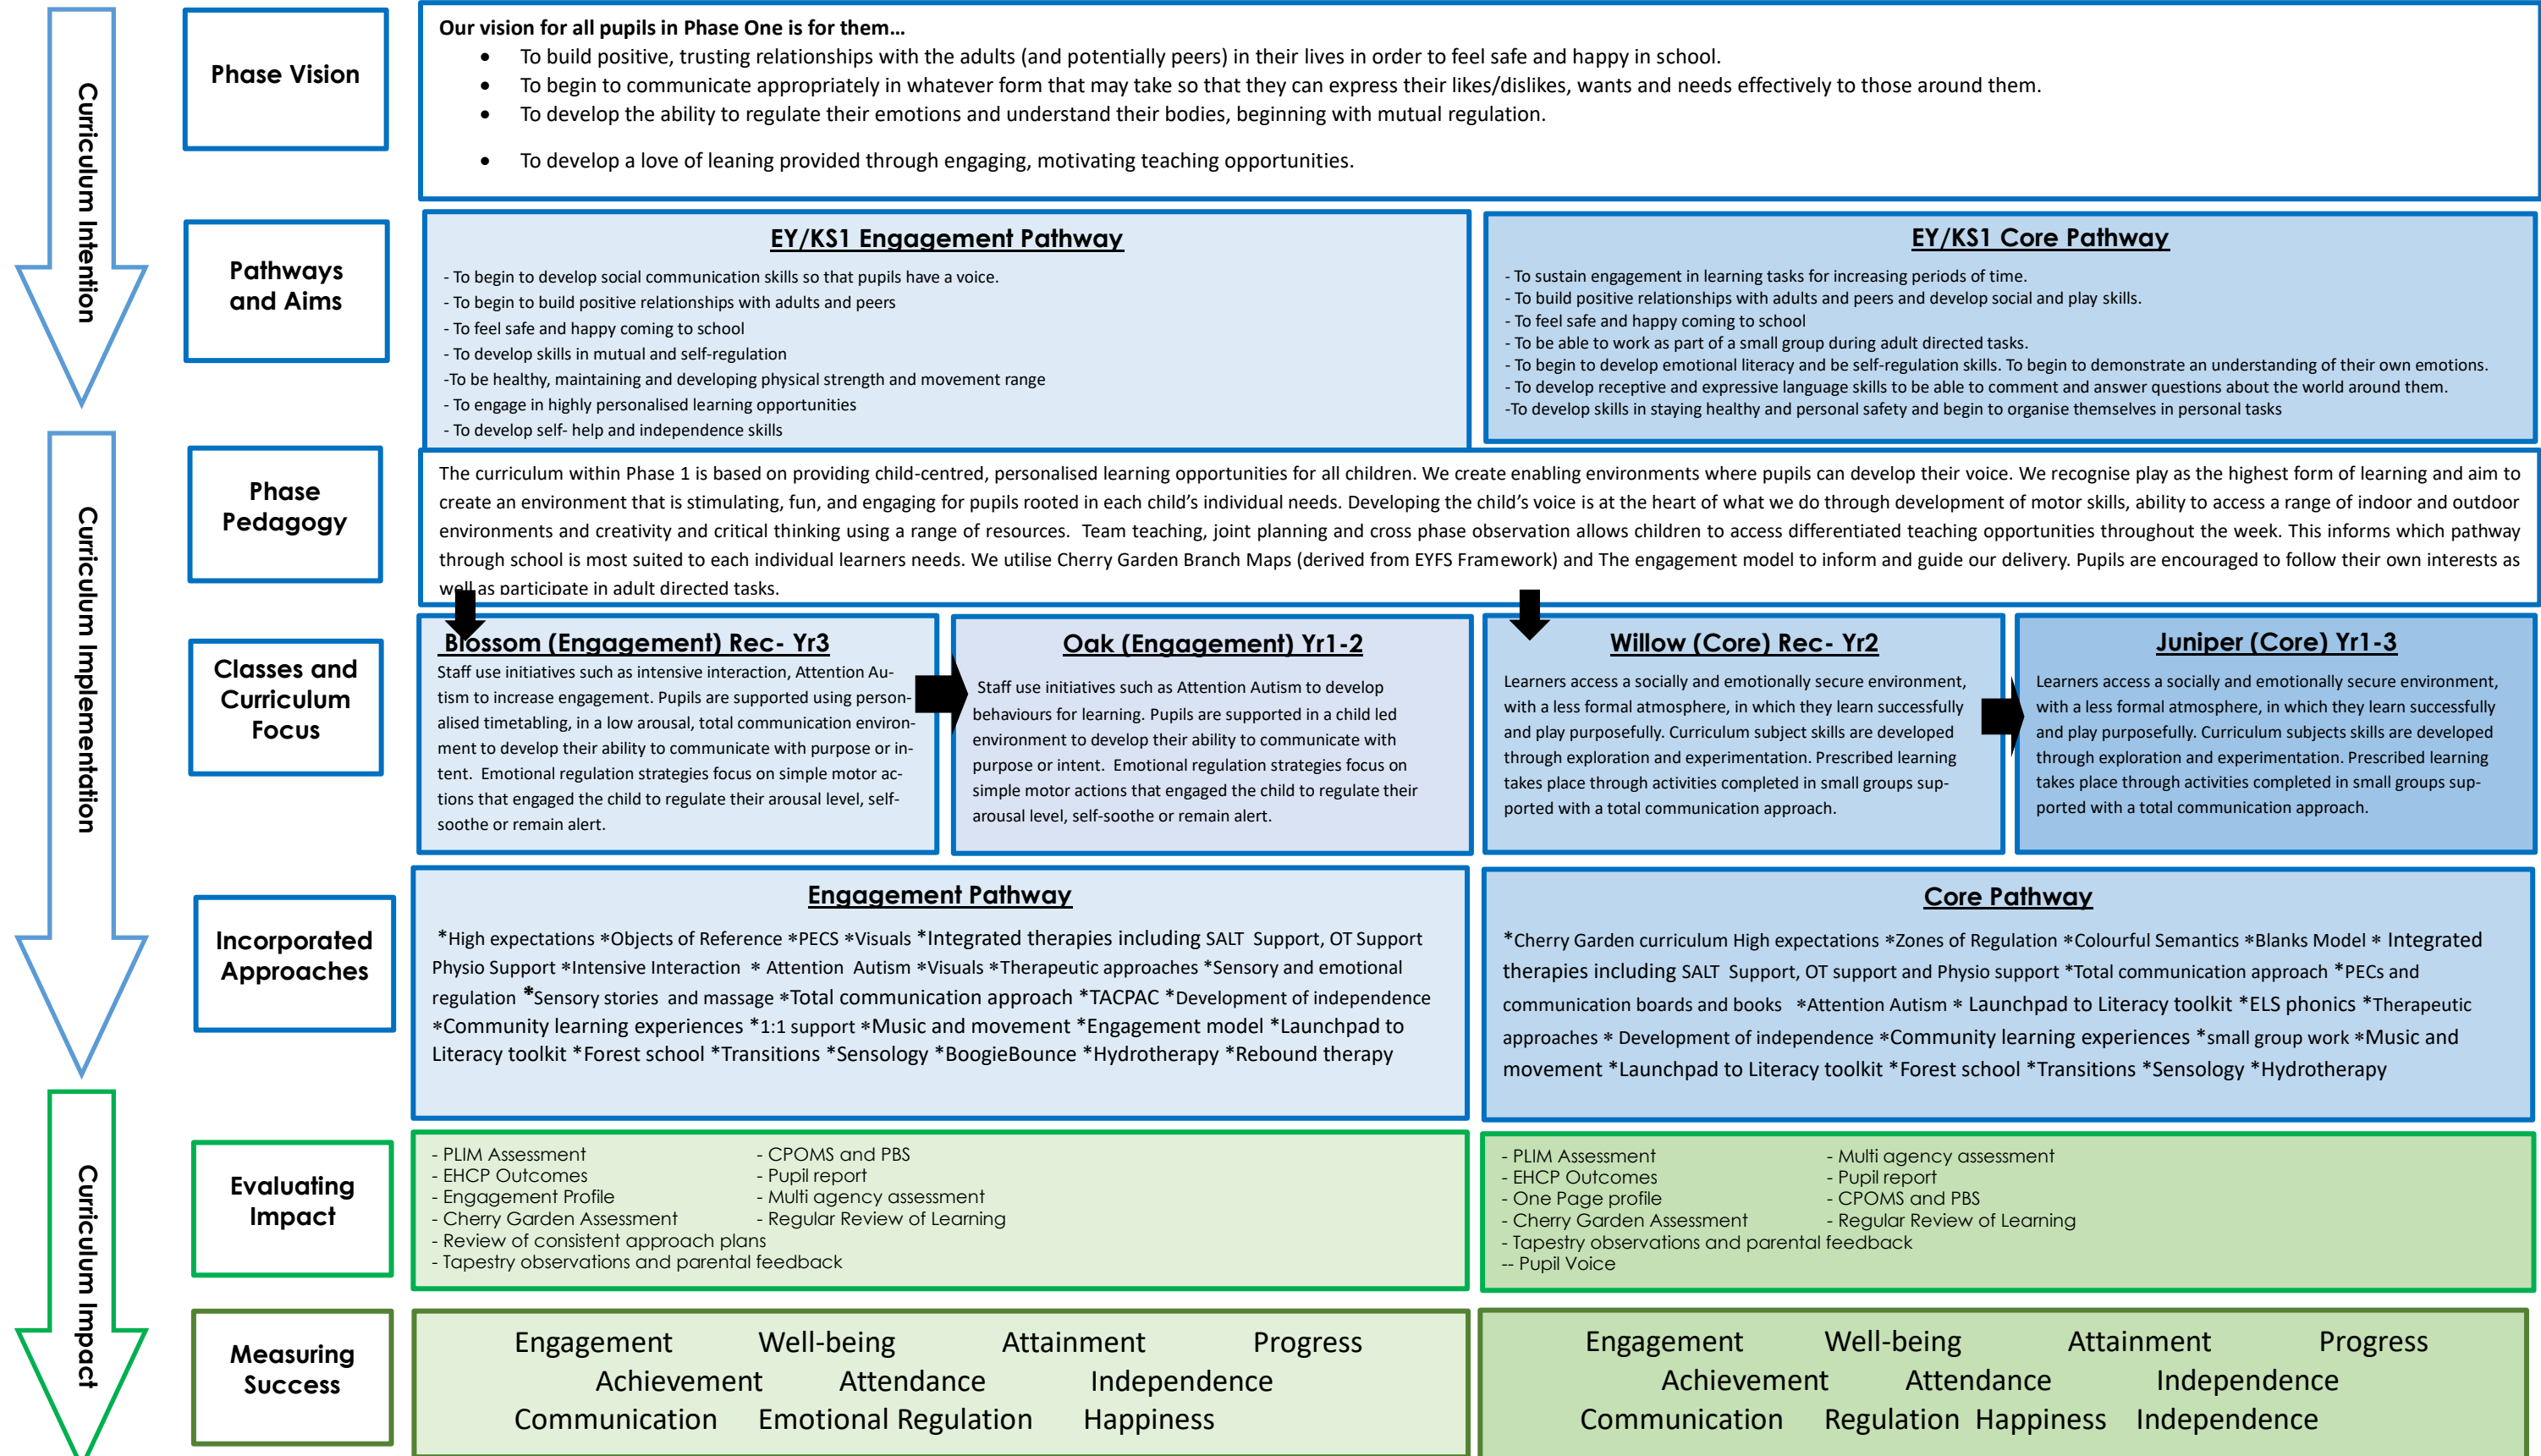 Curriculum Intention
Phase Vision
Our vision for all pupils in Phase One is for them…
• To build positive, trusting relationships with the adults (and potentially peers) in their lives in order to feel safe and happy in school.
• To begin to communicate appropriately in whatever form that may take so that they can express their likes/dislikes, wants and needs effectively to those around them.
• To develop the ability to regulate their emotions and understand their bodies, beginning with mutual regulation.
• To develop a love of leaning provided through engaging, motivating teaching opportunities.
Pathways
and Aims
EY/KS1 Engagement Pathway
- To begin to develop social communication skills so that pupils have a voice.
- To begin to build positive relationships with adults and peers
- To feel safe and happy coming to school
- To develop skills in mutual and self-regulation
-To be healthy, maintaining and developing physical strength and movement range
- To engage in highly personalised learning opportunities
- To develop self- help and independence skills
EY/KS1 Core Pathway
- To sustain engagement in learning tasks for increasing periods of time.
- To build positive relationships with adults and peers and develop social and play skills.
- To feel safe and happy coming to school
- To be able to work as part of a small group during adult directed tasks.
- To begin to develop emotional literacy and be self-regulation skills. To begin to demonstrate an understanding of their own emotions.
- To develop receptive and expressive language skills to be able to comment and answer questions about the world around them.
-To develop skills in staying healthy and personal safety and begin to organise themselves in personal tasks
Curriculum Implementation
Phase
Pedagogy
The curriculum within Phase 1 is based on providing child-centred, personalised learning opportunities for all children. We create enabling environments where pupils can develop their voice. We recognise play as the highest form of learning and aim to
create an environment that is stimulating, fun, and engaging for pupils rooted in each child's individual needs. Developing the child's voice is at the heart of what we do through development of motor skills, ability to access a range of indoor and outdoor
environments and creativity and critical thinking using a range of resources. Team teaching, joint planning and cross phase observation allows children to access differentiated teaching opportunities throughout the week. This informs which pathway
through school is most suited to each individual learners needs. We utilise Cherry Garden Branch Maps (derived from EYFS Framework) and The engagement model to inform and guide our delivery. Pupils are encouraged to follow their own interests as
well as participate in adult directed tasks.
Classes and
Curriculum
Focus
Blossom (Engagement) Rec- Yr3
Staff use initiatives such as intensive interaction, Attention Au-
tism to increase engagement. Pupils are supported using person-
alised timetabling, in a low arousal, total communication environ-
ment to develop their ability to communicate with purpose or in-
tent. Emotional regulation strategies focus on simple motor ac-
tions that engaged the child to regulate their arousal level, self-
soothe or remain alert.
Oak (Engagement) Yr1-2
Staff use initiatives such as Attention Autism to develop
behaviours for learning. Pupils are supported in a child led
environment to develop their ability to communicate with
purpose or intent. Emotional regulation strategies focus on
simple motor actions that engaged the child to regulate their
arousal level, self-soothe or remain alert.
Willow (Core) Rec- Yr2
Learners access a socially and emotionally secure environment,
with a less formal atmosphere, in which they learn successfully
and play purposefully. Curriculum subject skills are developed
through exploration and experimentation. Prescribed learning
takes place through activities completed in small groups sup-
ported with a total communication approach.
Juniper (Core) Yr1-3
Learners access a socially and emotionally secure environment,
with a less formal atmosphere, in which they learn successfully
and play purposefully. Curriculum subjects skills are developed
through exploration and experimentation. Prescribed learning
takes place through activities completed in small groups sup-
ported with a total communication approach.
Incorporated
Approaches
Engagement Pathway
*High expectations *Objects of Reference *PECS *Visuals *Integrated therapies including SALT Support, OT Support
Physio Support *Intensive Interaction * Attention Autism *Visuals *Therapeutic approaches *Sensory and emotional
regulation *Sensory stories and massage *Total communication approach *TACPAC *Development of independence
*Community learning experiences *1:1 support *Music and movement *Engagement model *Launchpad to
Literacy toolkit *Forest school *Transitions *Sensology *BoogieBounce *Hydrotherapy *Rebound therapy
Core Pathway
*Cherry Garden curriculum High expectations *Zones of Regulation *Colourful Semantics *Blanks Model * Integrated
therapies including SALT Support, OT support and Physio support *Total communication approach *PECs and
communication boards and books *Attention Autism * Launchpad to Literacy toolkit *ELS phonics *Therapeutic
approaches * Development of independence *Community learning experiences *small group work *Music and
movement *Launchpad to Literacy toolkit *Forest school *Transitions *Sensology *Hydrotherapy
Curriculum Impact
Evaluating
Impact
- PLIM Assessment - CPOMS and PBS
- EHCP Outcomes - Pupil report
- Engagement Profile - Multi agency assessment
- Cherry Garden Assessment - Regular Review of Learning
- Review of consistent approach plans
- Tapestry observations and parental feedback
- PLIM Assessment - Multi agency assessment
- EHCP Outcomes - Pupil report
- One Page profile - CPOMS and PBS
- Cherry Garden Assessment - Regular Review of Learning
- Tapestry observations and parental feedback
-- Pupil Voice
Measuring
Success
Engagement Well-being Attainment Progress
Achievement Attendance Independence
Communication Emotional Regulation Happiness
Engagement Well-being Attainment Progress
Achievement Attendance Independence
Communication Regulation Happiness Independence